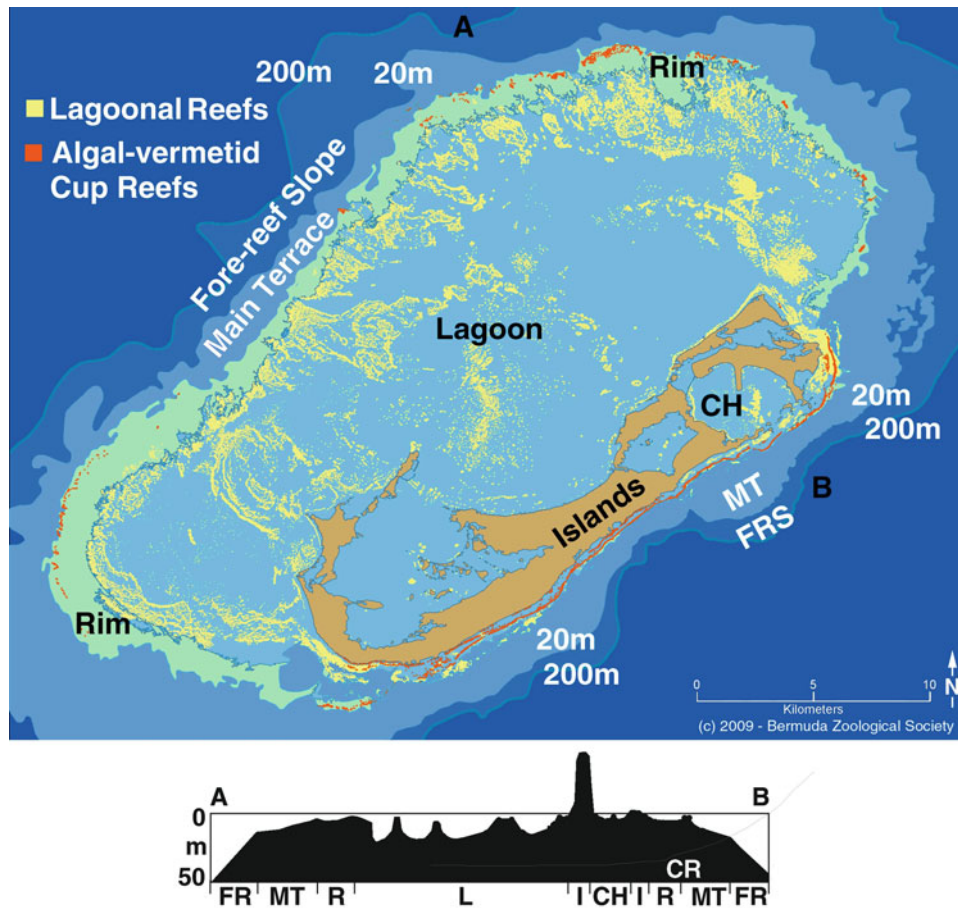 A
200m 20m
Rim
Lagoonal Reefs
Algal-vermetid
Cup Reefs
Fore-reef Slope
Main Terrace
Lagoon
CH
20m
200m
B
MT
FRS
Islands
Rim
20m
200m
N
0 5 10
Kilometers
(c) 2009 - Bermuda Zoological Society
A B
0
m
50
CR
FR MT R L I CH I R MT FR